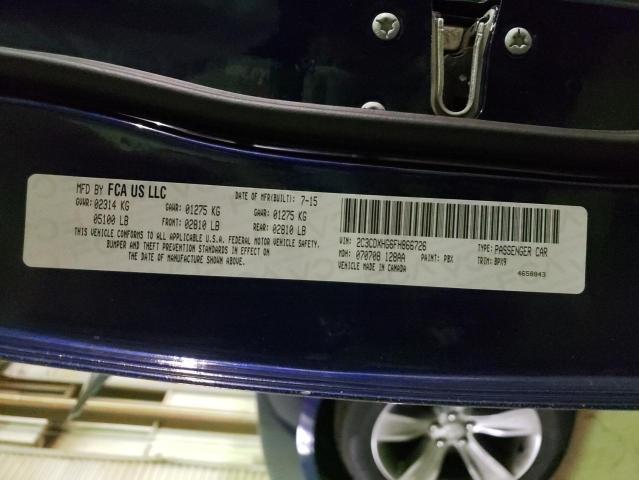 MFD BY FCA US LLC DATE OF MFR(BUILT): 7-15
GVWR: 02314 KG GAWR: 01275 KG GAWR: 01275 KG
05100 LB FRONT: 02810 LB REAR: 02810 LB
THIS VEHICLE CONFORMS TO ALL APPLICABLE U.S.A. FEDERAL MOTOR VEHICLE SAFETY,
BUMPER AND THEFT PREVENTION STANDARDS IN EFFECT ON
THE DATE OF MANUFACTURE SHOWN ABOVE.
VIN: 2C3CDXHG6FH866726 TYPE: PASSENGER CAR
MDH: 070708 128AA PAINT: PBX TRIM: BPX9
VEHICLE MADE IN CANADA
4658843